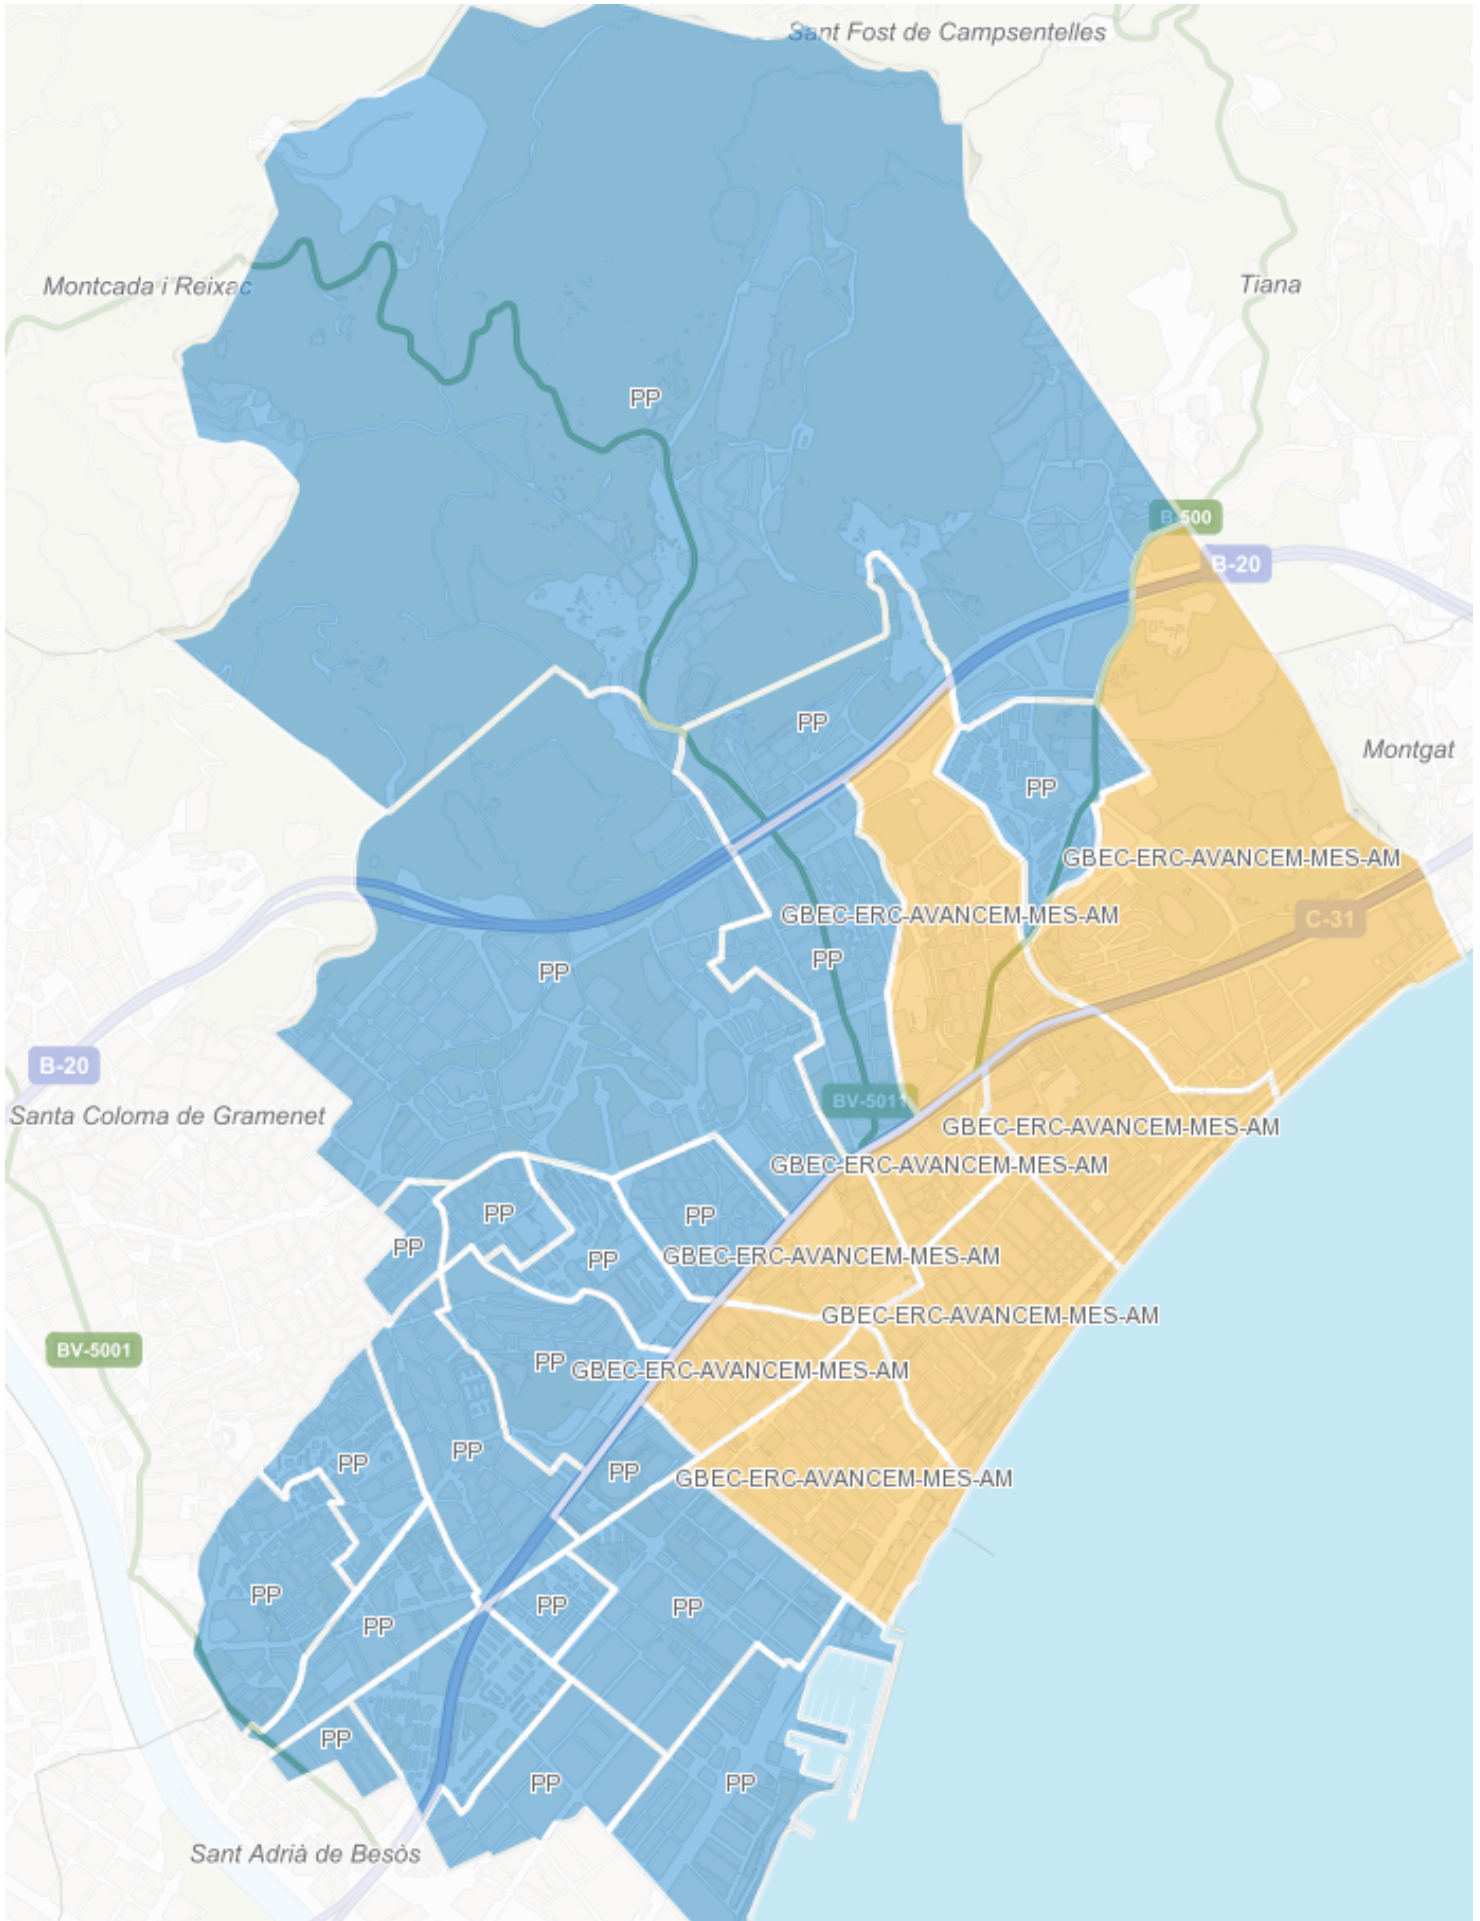 Sant Fost de Campsentelles
Montcada i Reixac
Tiana
PP
B-500
B-20
PP
Montgat
PP
GBEC-ERC-AVANCEM-MES-AM
GBEC-ERC-AVANCEM-MES-AM
C-31
PP
PP
B-20
BV-5011
Santa Coloma de Gramenet
GBEC-ERC-AVANCEM-MES-AM
GBEC-ERC-AVANCEM-MES-AM
PP
PP
PP
PP
GBEC-ERC-AVANCEM-MES-AM
GBEC-ERC-AVANCEM-MES-AM
BV-5001
PP
GBEC-ERC-AVANCEM-MES-AM
PP
PP
PP
GBEC-ERC-AVANCEM-MES-AM
PP
PP
PP
PP
PP
PP
PP
Sant Adrià de Besòs